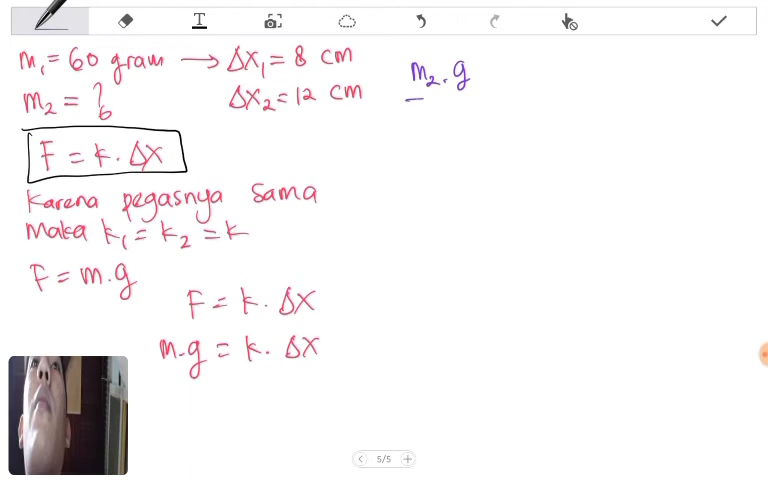 T
m₁ = 60 gram → Δx₁ = 8 cm
m₂ = ? Δx₂ = 12 cm
m₂ . g
F = k . Δx
Karena pegasnya sama
maka k₁ = k₂ = k
F = m.g
F = k . Δx
m.g = k . Δx
5/5